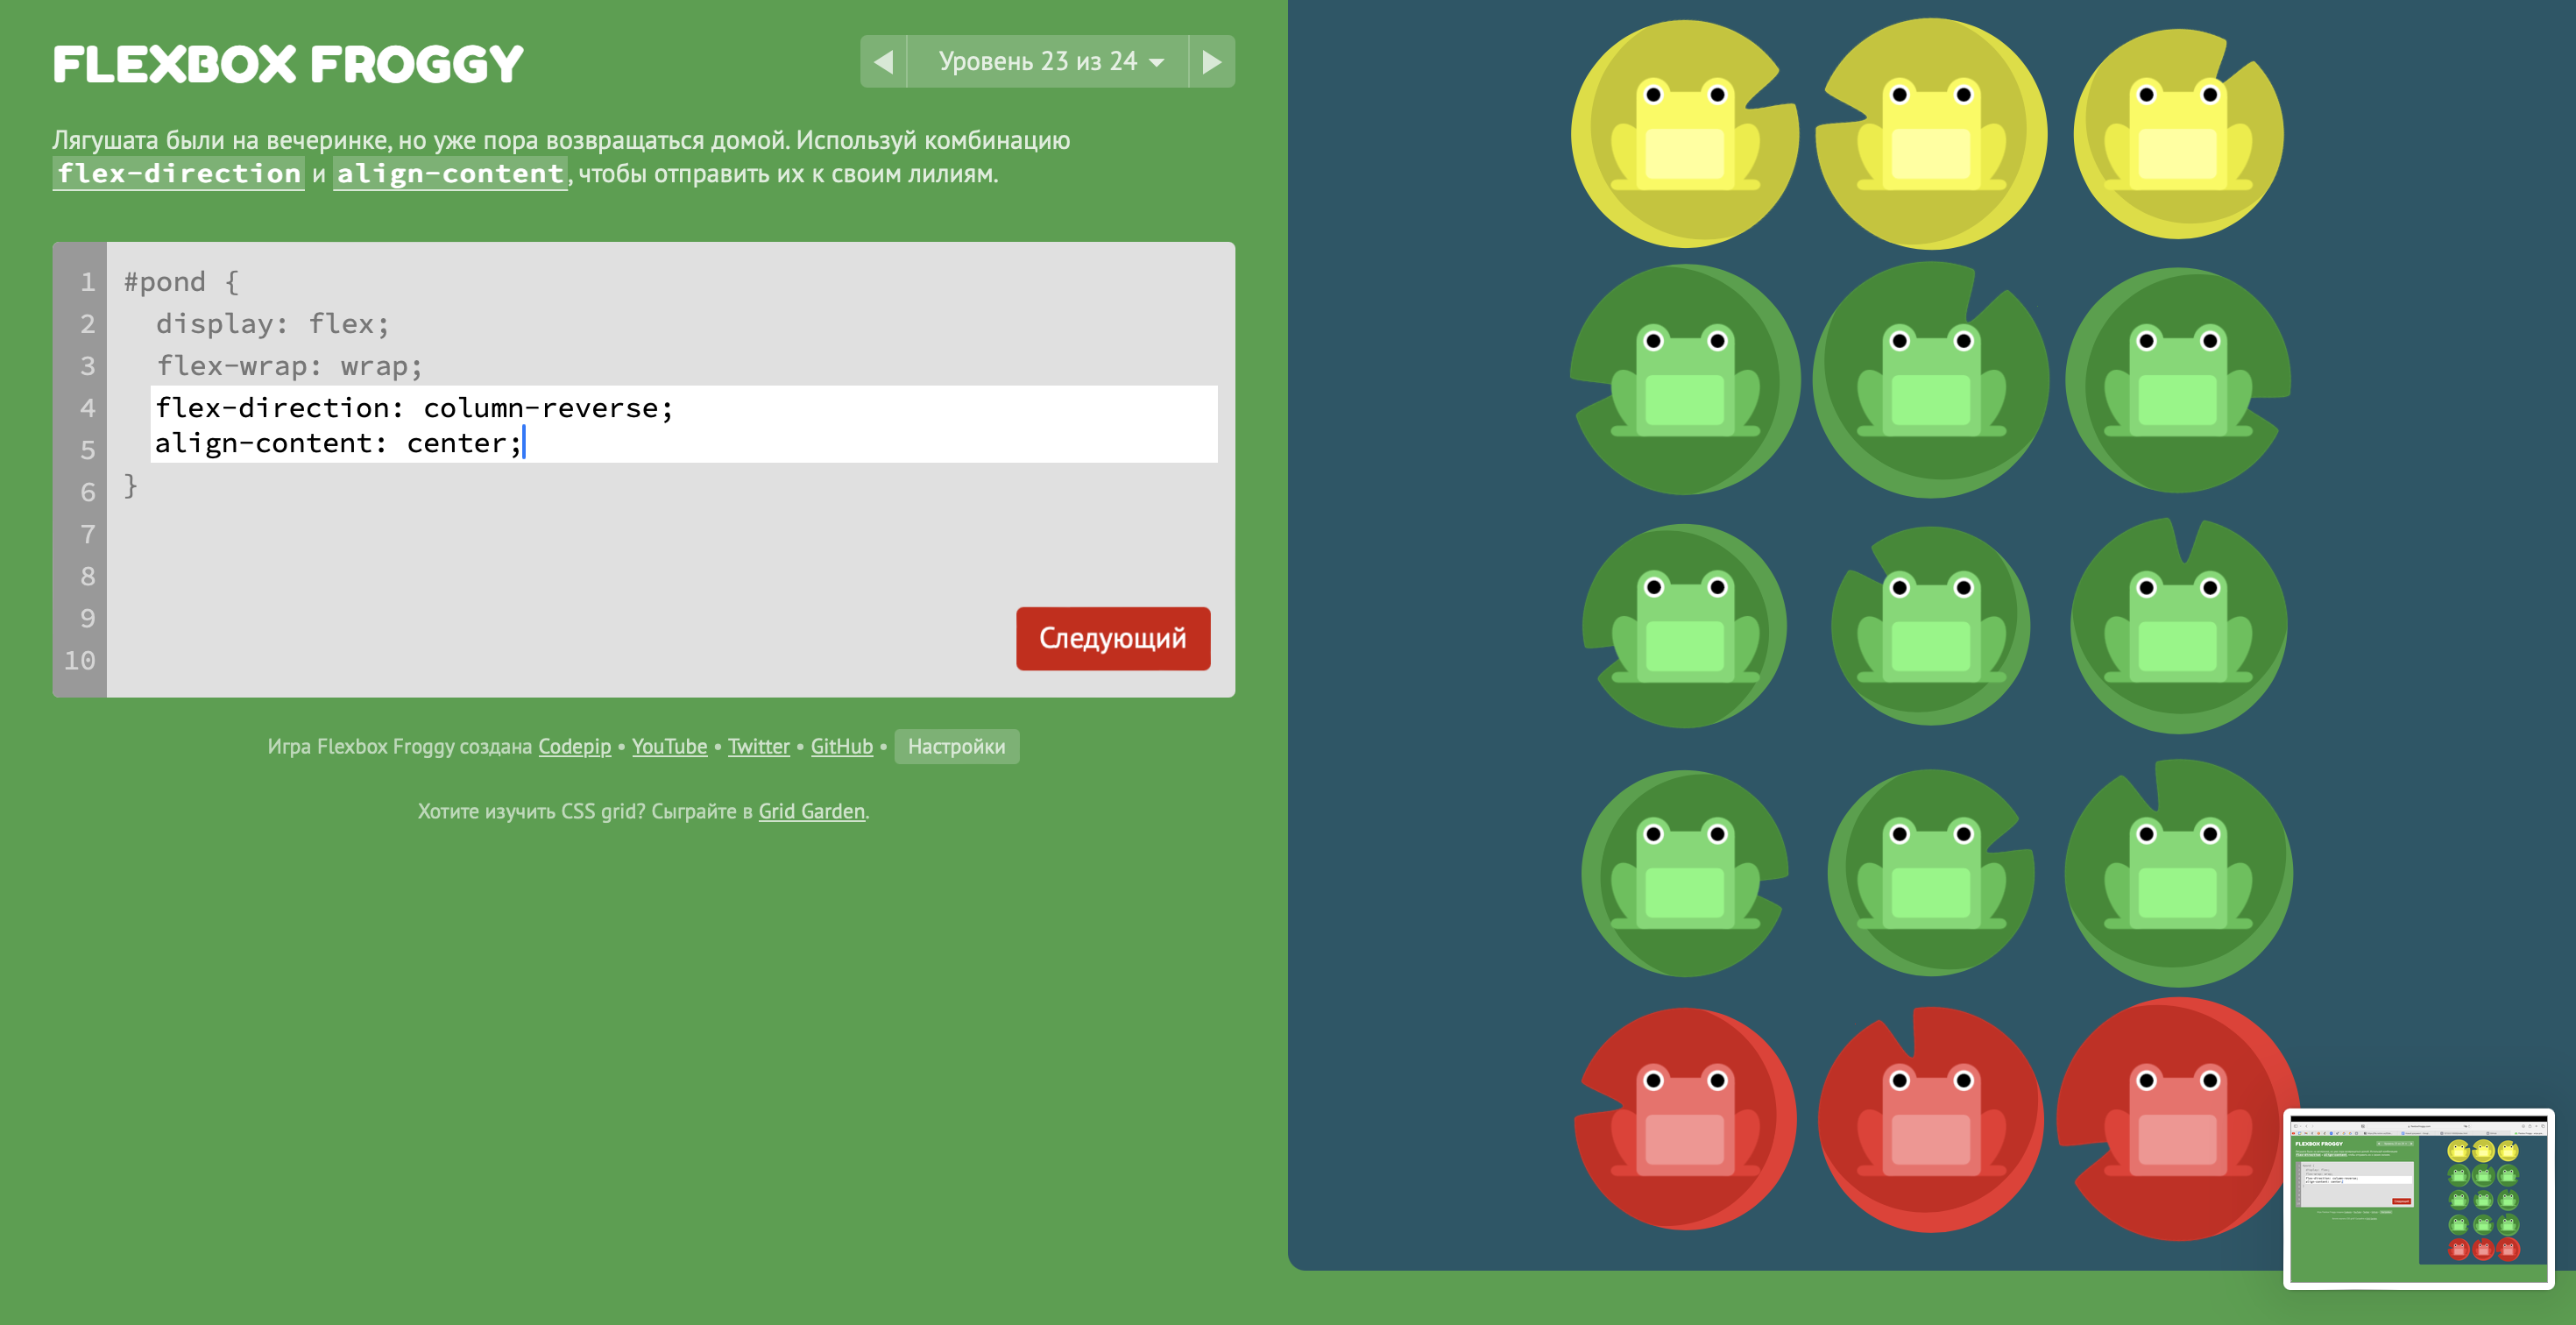 FLEXBOX FROGGY
Уровень 23 из 24
Лягушата были на вечеринке, но уже пора возвращаться домой. Используй комбинацию
flex-direction и align-content, чтобы отправить их к своим лилиям.
1 #pond {
2 display: flex;
3 flex-wrap: wrap;
4 flex-direction: column-reverse;
5 align-content: center;
6 }
7
8
9
10
Следующий
Игра Flexbox Froggy создана Codepip • YouTube • Twitter • GitHub • Настройки
Хотите изучить CSS grid? Сыграйте в Grid Garden.
FLEXBOX FROGGY